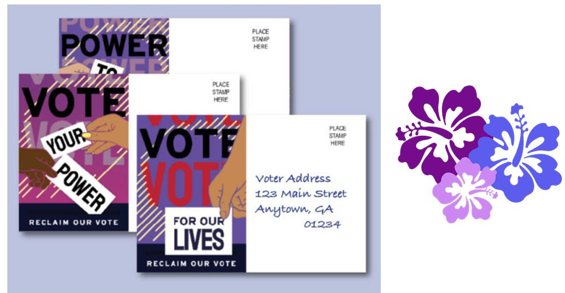 POWER
TO
PLACE
STAMP
HERE
VOTE
YOUR
POWER
RECLAIM OUR VOTE
PLACE
STAMP
HERE
VOTE
VOTE
FOR OUR
LIVES
RECLAIM OUR VOTE
PLACE
STAMP
HERE
Voter Address
123 Main Street
Anytown, GA
01234